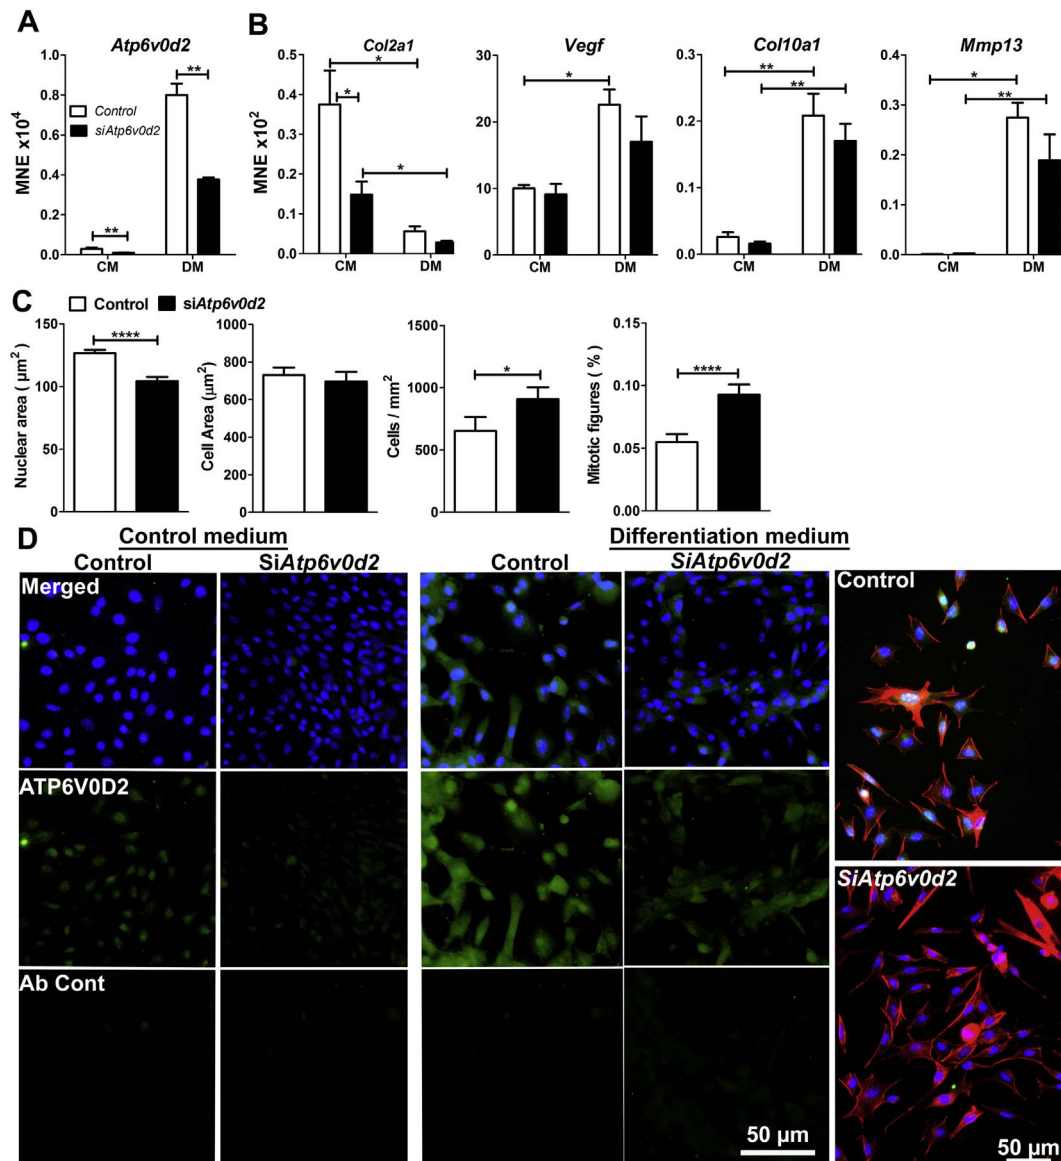 A
Atp6v0d2
MNE x10⁴
1.0
0.8
0.6
0.4
0.2
0.0
**
**
Control
siAtp6v0d2
CM
DM
B
Col2a1
MNE x10²
0.5
0.4
0.3
0.2
0.1
0.0
*
*
*
CM
DM
Vegf
30
20
10
0
*
CM
DM
Col10a1
0.3
0.2
0.1
0.0
**
**
CM
DM
Mmp13
0.4
0.3
0.2
0.1
0.0
*
**
CM
DM
C
Control
siAtp6v0d2
Nuclear area ( µm²)
150
100
50
0
****
Cell Area (µm²)
1000
800
600
400
200
0
Cells / mm²
1500
1000
500
0
*
Mitotic figures ( % )
0.15
0.10
0.05
0.00
****
D
Control medium
Differentiation medium
Control
SiAtp6v0d2
Control
SiAtp6v0d2
Merged
ATP6V0D2
Ab Cont
50 µm
Control
SiAtp6v0d2
50 µm